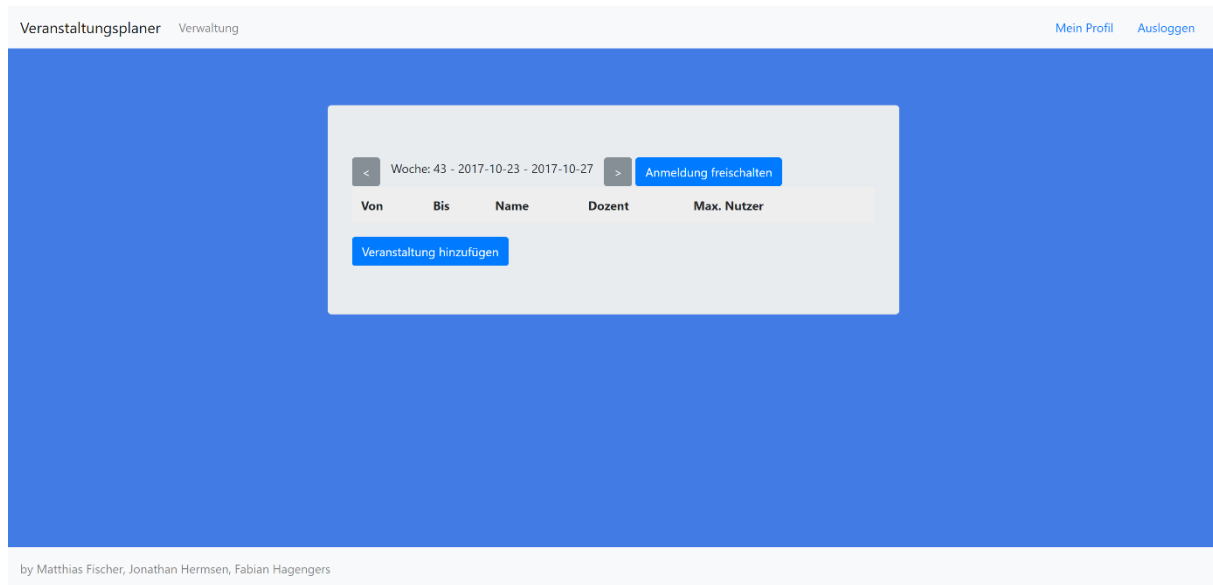 Veranstaltungsplaner Verwaltung Mein Profil Ausloggen
< Woche: 43 - 2017-10-23 - 2017-10-27 > Anmeldung freischalten
Von Bis Name Dozent Max. Nutzer
Veranstaltung hinzufügen
by Matthias Fischer, Jonathan Hermsen, Fabian Hagengers